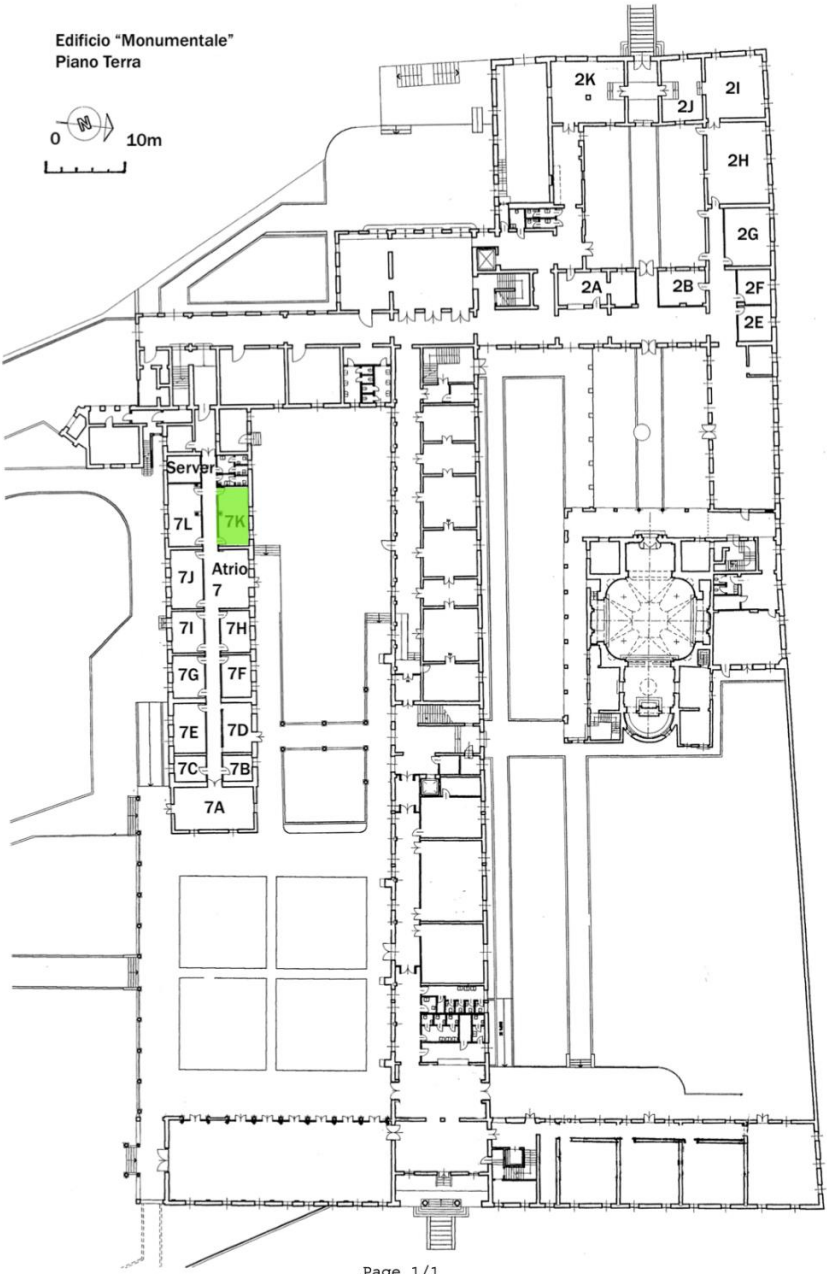 Edificio “Monumentale”
Piano Terra
N
0 10m
2K
2J
2I
2H
2G
2A
2B
2F
2E
Server
7L
7K
7J
Atrio
7
7I
7H
7G
7F
7E
7D
7C
7B
7A
Page 1/1